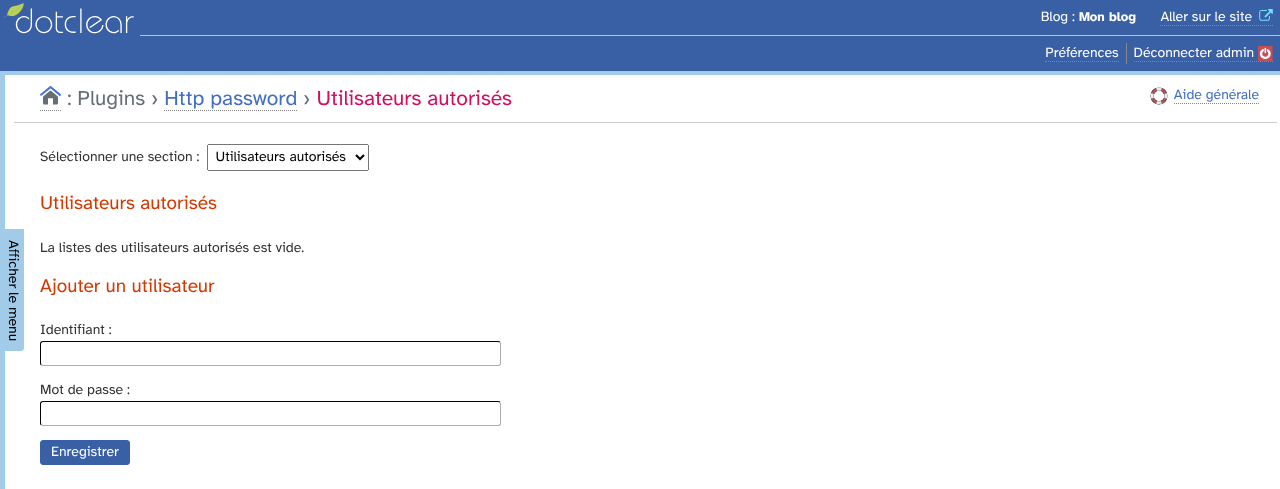 dotclear
Blog : Mon blog Aller sur le site
Préférences Déconnecter admin
: Plugins › Http password › Utilisateurs autorisés
Aide générale
Sélectionner une section : Utilisateurs autorisés
Utilisateurs autorisés
La listes des utilisateurs autorisés est vide.
Afficher le menu
Ajouter un utilisateur
Identifiant :
Mot de passe :
Enregistrer